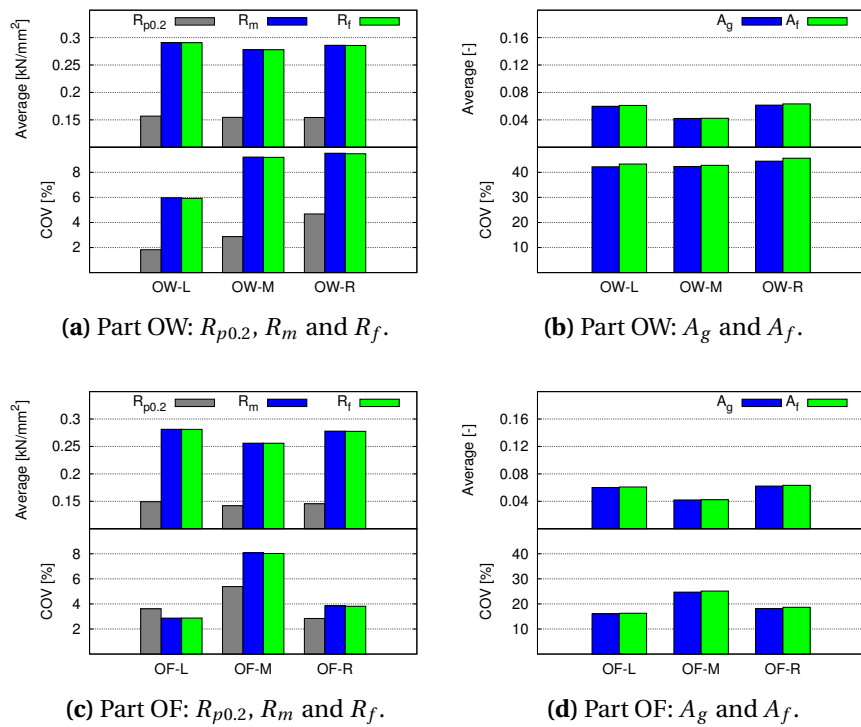 R_p0.2 R_m R_f
Average [kN/mm²]
0.3
0.25
0.2
0.15
COV [%]
8
6
4
2
OW-L OW-M OW-R
(a) Part OW: R_p0.2, R_m and R_f.
A_g A_f
Average [-]
0.16
0.12
0.08
0.04
COV [%]
40
30
20
10
OW-L OW-M OW-R
(b) Part OW: A_g and A_f.
R_p0.2 R_m R_f
Average [kN/mm²]
0.3
0.25
0.2
0.15
COV [%]
8
6
4
2
OF-L OF-M OF-R
(c) Part OF: R_p0.2, R_m and R_f.
A_g A_f
Average [-]
0.16
0.12
0.08
0.04
COV [%]
40
30
20
10
OF-L OF-M OF-R
(d) Part OF: A_g and A_f.